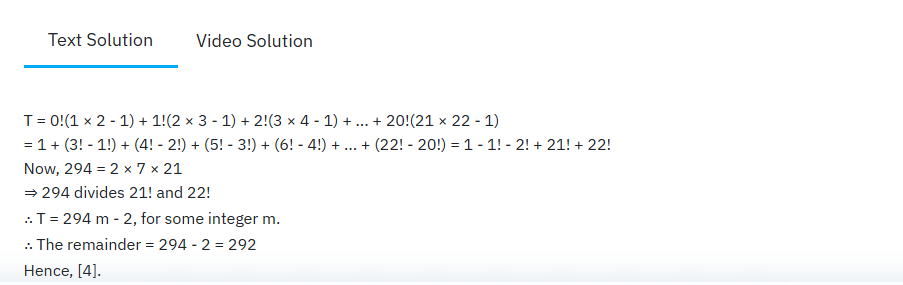 Text Solution Video Solution
T = 0!(1 × 2 - 1) + 1!(2 × 3 - 1) + 2!(3 × 4 - 1) + ... + 20!(21 × 22 - 1)
= 1 + (3! - 1!) + (4! - 2!) + (5! - 3!) + (6! - 4!) + ... + (22! - 20!) = 1 - 1! - 2! + 21! + 22!
Now, 294 = 2 × 7 × 21
⇒ 294 divides 21! and 22!
∴ T = 294 m - 2, for some integer m.
∴ The remainder = 294 - 2 = 292
Hence, [4].